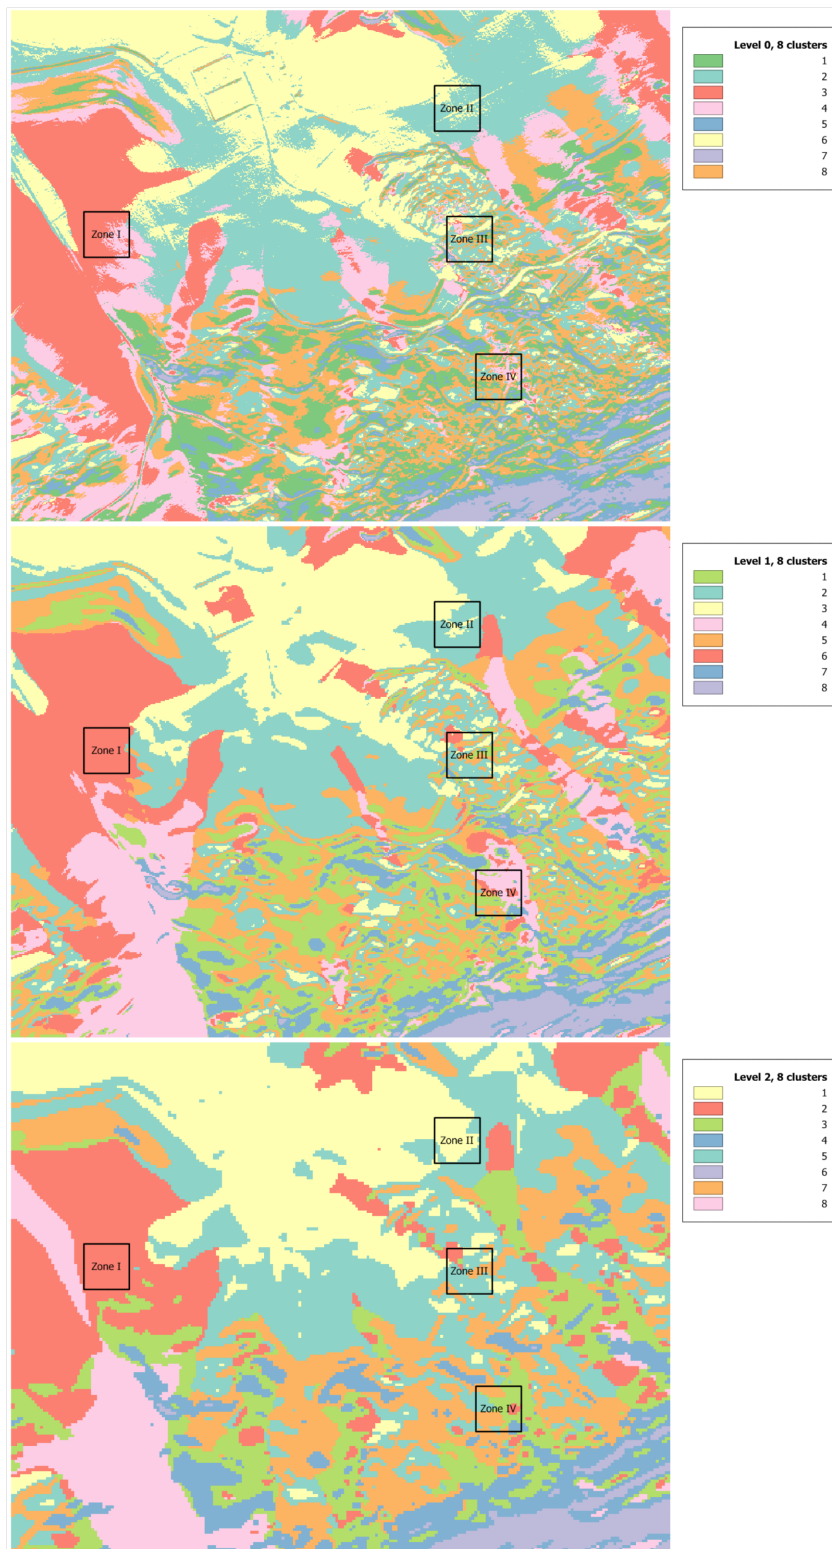 Level 0, 8 clusters
1
2
3
4
5
6
7
8
Zone II
Zone I
Zone III
Zone IV
Level 1, 8 clusters
1
2
3
4
5
6
7
8
Zone II
Zone I
Zone III
Zone IV
Level 2, 8 clusters
1
2
3
4
5
6
7
8
Zone II
Zone I
Zone III
Zone IV